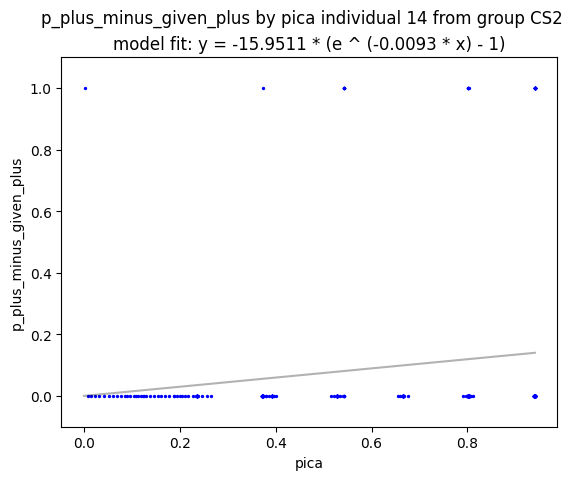 p_plus_minus_given_plus by pica individual 14 from group CS2
model fit: y = -15.9511 * (e ^ (-0.0093 * x) - 1)
1.0
0.8
0.6
0.4
0.2
0.0
p_plus_minus_given_plus
0.0 0.2 0.4 0.6 0.8
pica